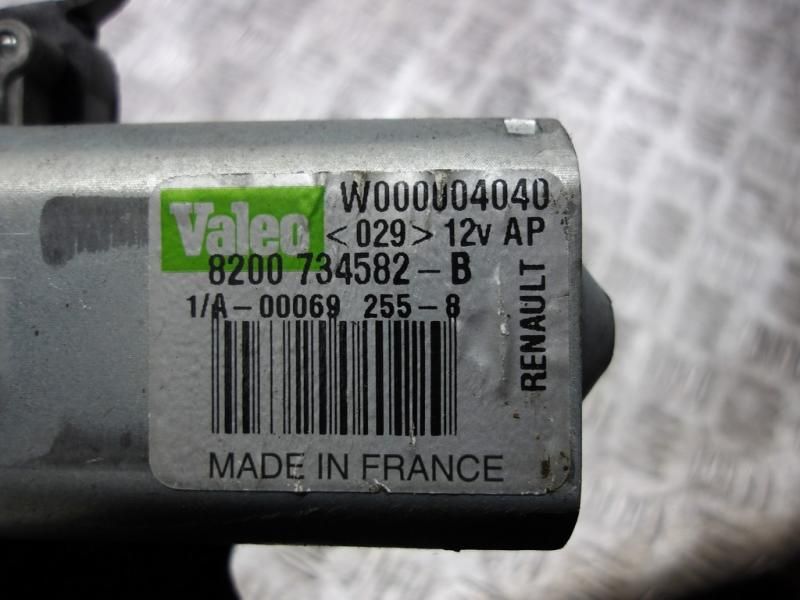 Valeo
W000004040
<029> 12v AP
8200 734582-B
1/A-00069 255-8
RENAULT
MADE IN FRANCE